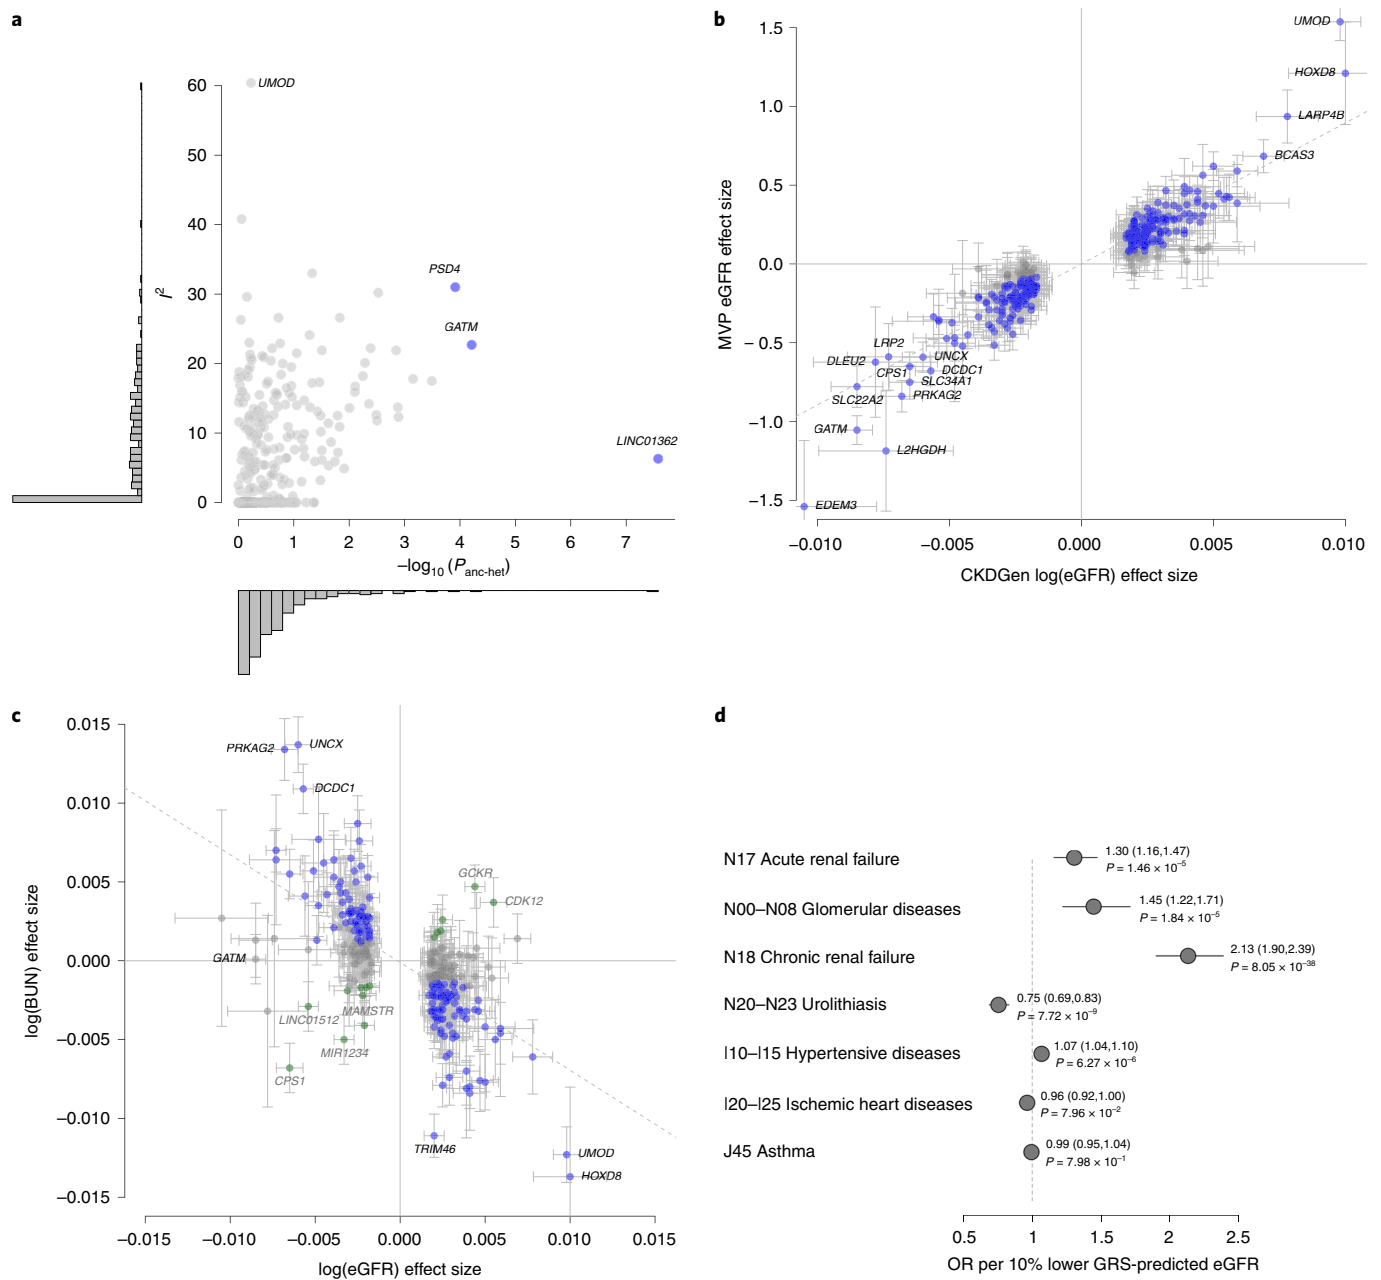 a
UMOD
PSD4
GATM
LINC01362
I²
60
50
40
30
20
10
0
0 1 2 3 4 5 6 7
–log₁₀ (P anc-het)
b
UMOD
HOXD8
LARP4B
BCAS3
LRP2
DLEU2
UNCX
CPS1
DCDC1
SLC34A1
SLC22A2
PRKAG2
GATM
L2HGDH
EDEM3
MVP eGFR effect size
1.5
1.0
0.5
0.0
–0.5
–1.0
–1.5
–0.010 –0.005 0.000 0.005 0.010
CKDGen log(eGFR) effect size
c
PRKAG2
UNCX
DCDC1
GCKR
CDK12
GATM
LINC01512
MAMSTR
MIR1234
CPS1
TRIM46
UMOD
HOXD8
log(BUN) effect size
0.015
0.010
0.005
0.000
–0.005
–0.010
–0.015
–0.015 –0.010 –0.005 0.000 0.005 0.010 0.015
log(eGFR) effect size
d
N17 Acute renal failure
1.30 (1.16,1.47)
P = 1.46 × 10⁻⁵
N00–N08 Glomerular diseases
1.45 (1.22,1.71)
P = 1.84 × 10⁻⁵
N18 Chronic renal failure
2.13 (1.90,2.39)
P = 8.05 × 10⁻³⁸
N20–N23 Urolithiasis
0.75 (0.69,0.83)
P = 7.72 × 10⁻⁹
I10–I15 Hypertensive diseases
1.07 (1.04,1.10)
P = 6.27 × 10⁻⁶
I20–I25 Ischemic heart diseases
0.96 (0.92,1.00)
P = 7.96 × 10⁻²
J45 Asthma
0.99 (0.95,1.04)
P = 7.98 × 10⁻¹
0.5 1 1.5 2 2.5
OR per 10% lower GRS-predicted eGFR